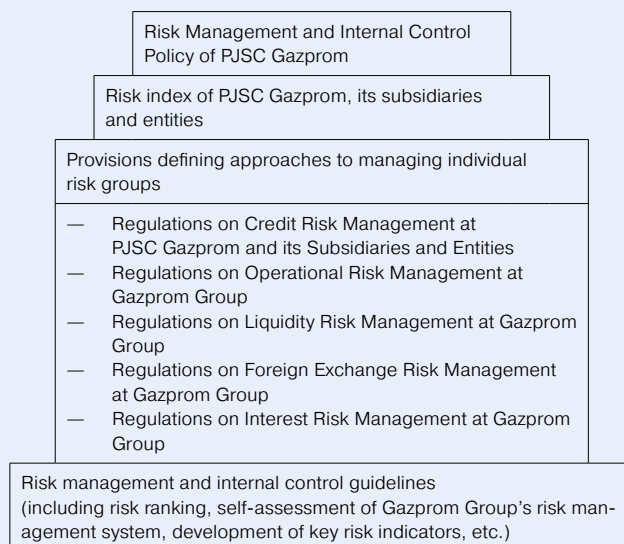 Risk Management and Internal Control
Policy of PJSC Gazprom
Risk index of PJSC Gazprom, its subsidiaries
and entities
Provisions defining approaches to managing individual
risk groups
— Regulations on Credit Risk Management at
PJSC Gazprom and its Subsidiaries and Entities
— Regulations on Operational Risk Management at
Gazprom Group
— Regulations on Liquidity Risk Management at Gazprom
Group
— Regulations on Foreign Exchange Risk Management
at Gazprom Group
— Regulations on Interest Risk Management at Gazprom
Group
Risk management and internal control guidelines
(including risk ranking, self-assessment of Gazprom Group's risk man-
agement system, development of key risk indicators, etc.)